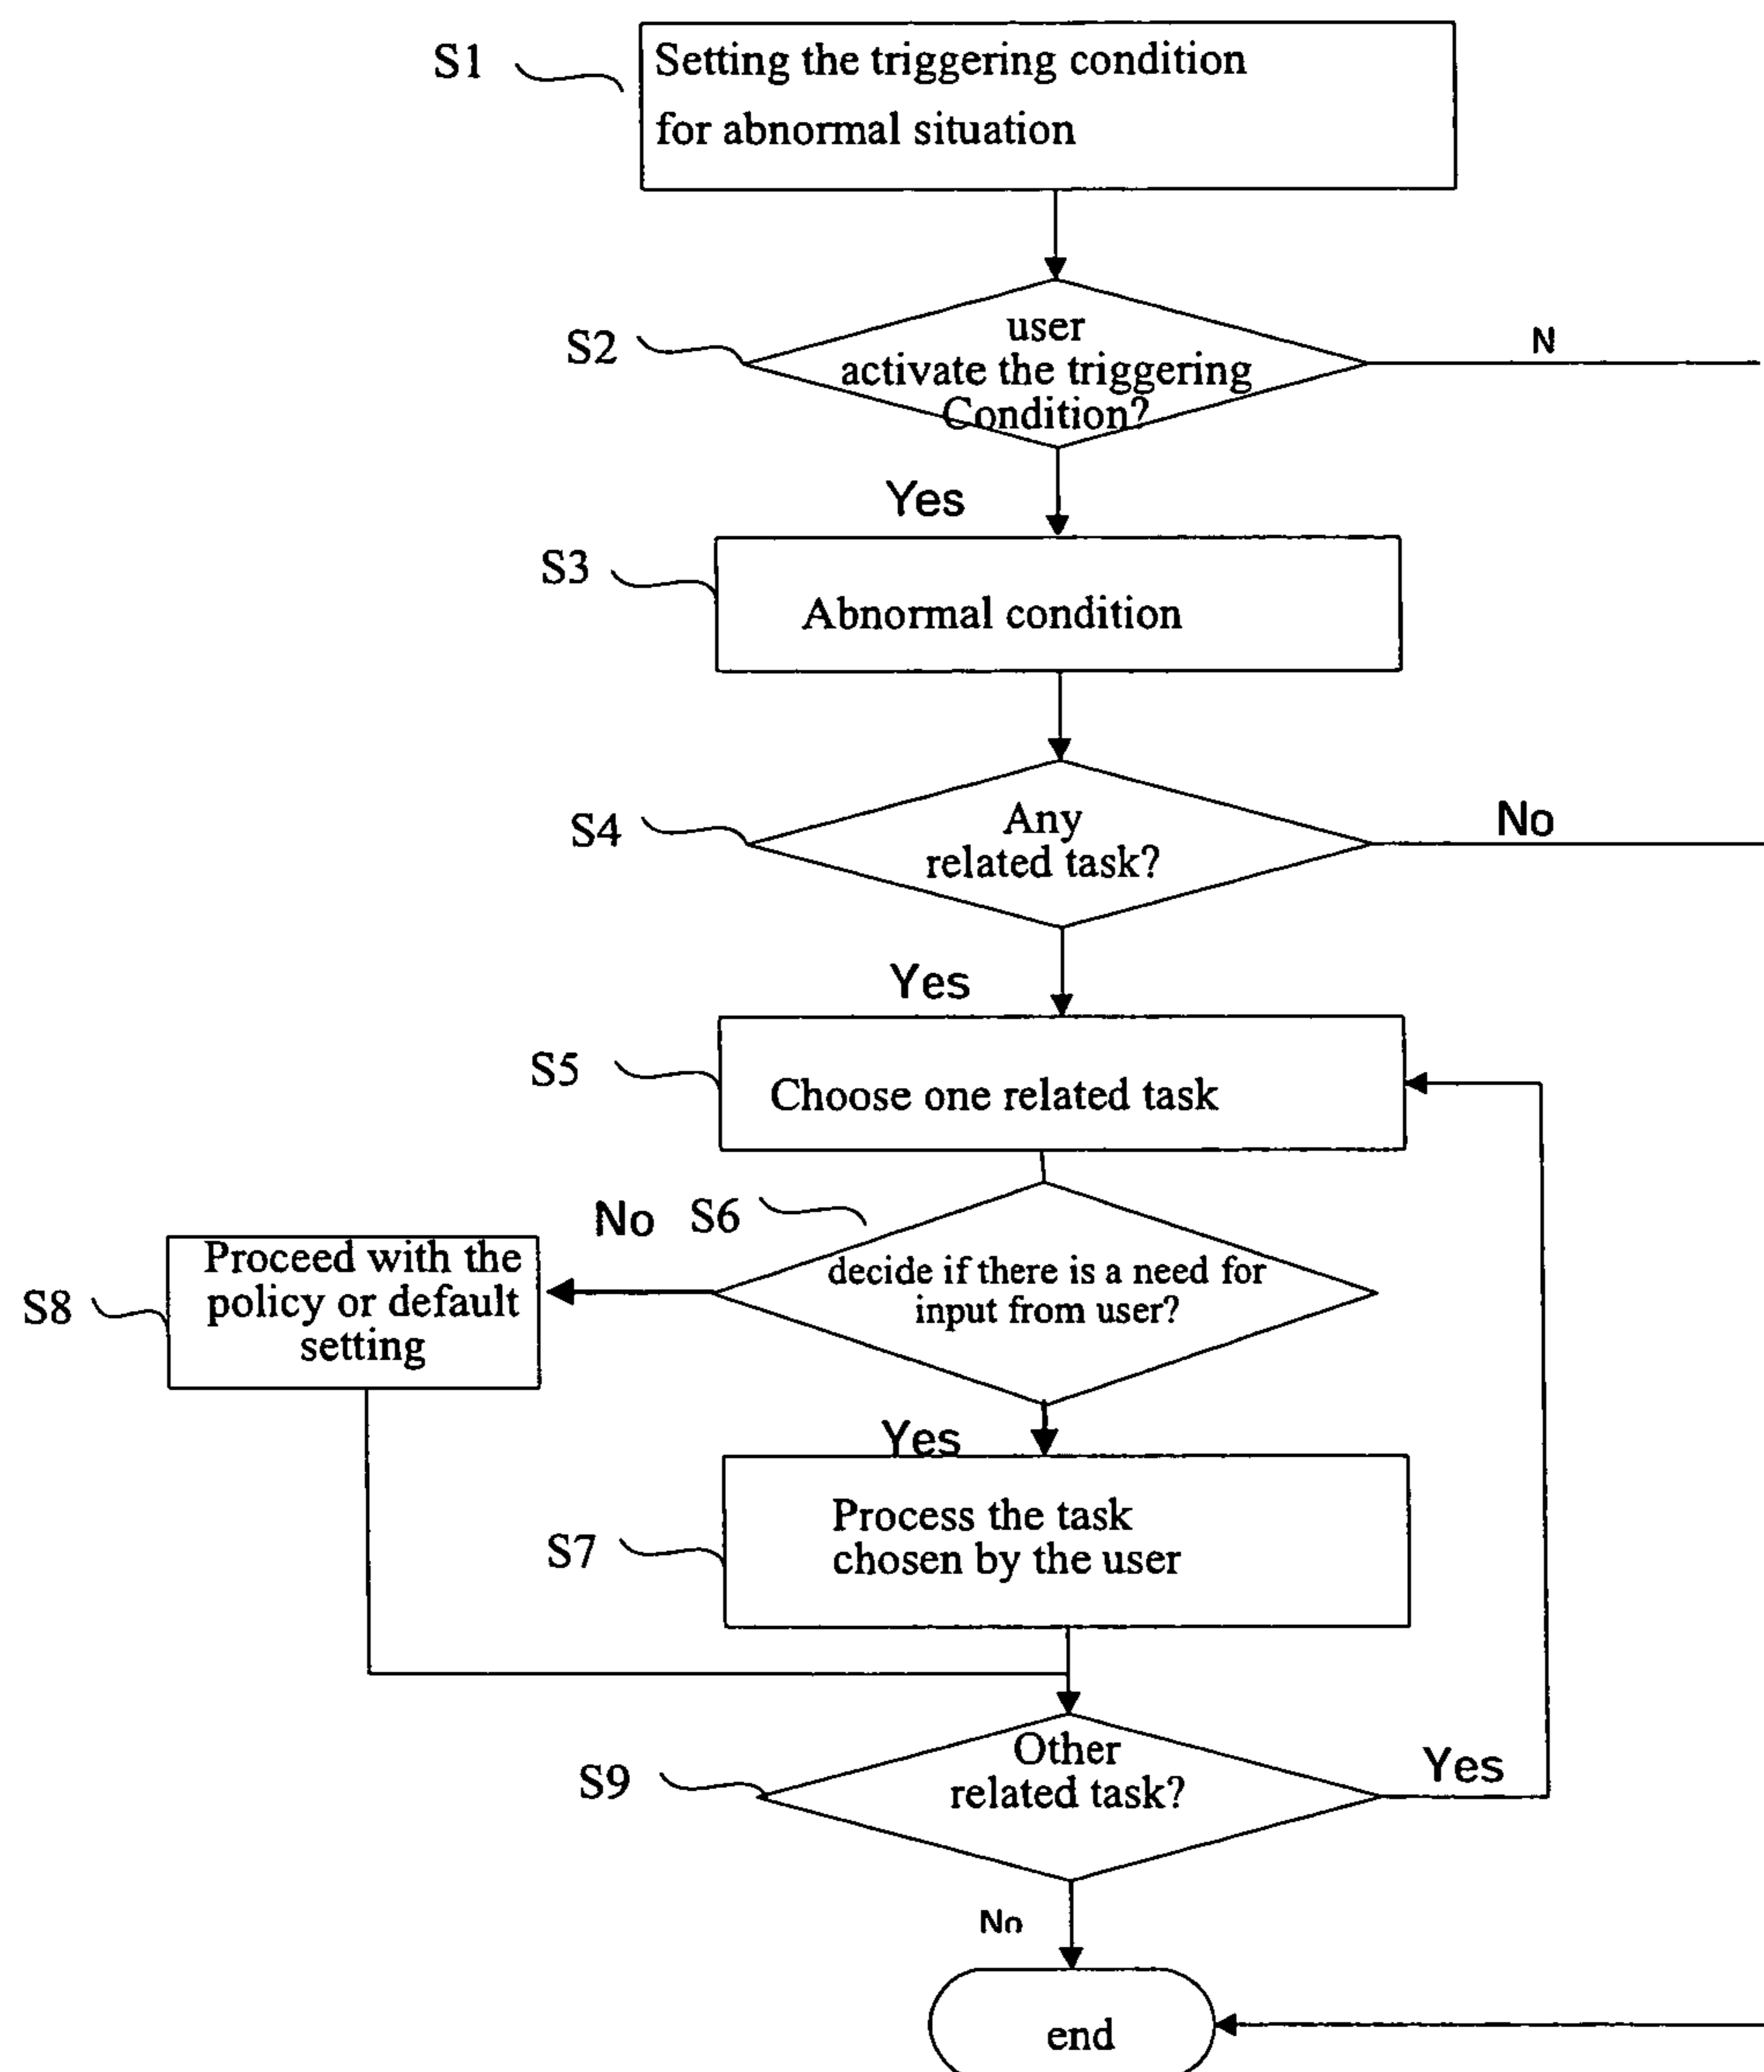 S1
Setting the triggering condition
for abnormal situation
S2
user
activate the triggering
Condition?
N
Yes
S3
Abnormal condition
S4
Any
related task?
No
Yes
S5
Choose one related task
No
S6
decide if there is a need for
input from user?
S8
Proceed with the
policy or default
setting
Yes
S7
Process the task
chosen by the user
S9
Other
related task?
Yes
No
end